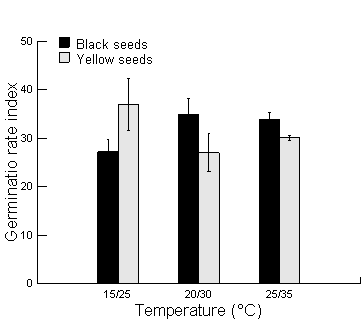 50
Black seeds
Yellow seeds
40
30
20
10
0
Germinatio rate index
15/25 20/30 25/35
Temperature (°C)